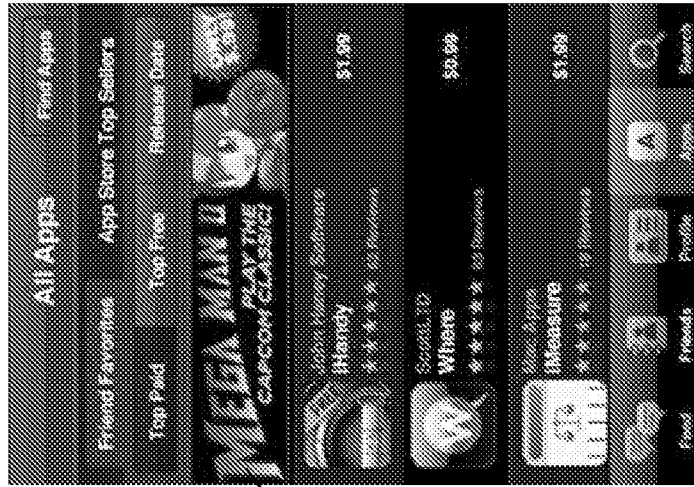 All Apps
Find Apps
Friend Favorites
App Store Top Sellers
Top Paid
Top Free
Release Date
MEGA MAN II
PLAY THE
CAPCOM CLASSIC!
ONLY
iHandy
$1.99
★★★★★
Where
$0.99
★★★★★
iMeasure
$1.99
★★★★★
Feed
Friends
Profile
Apps
Search